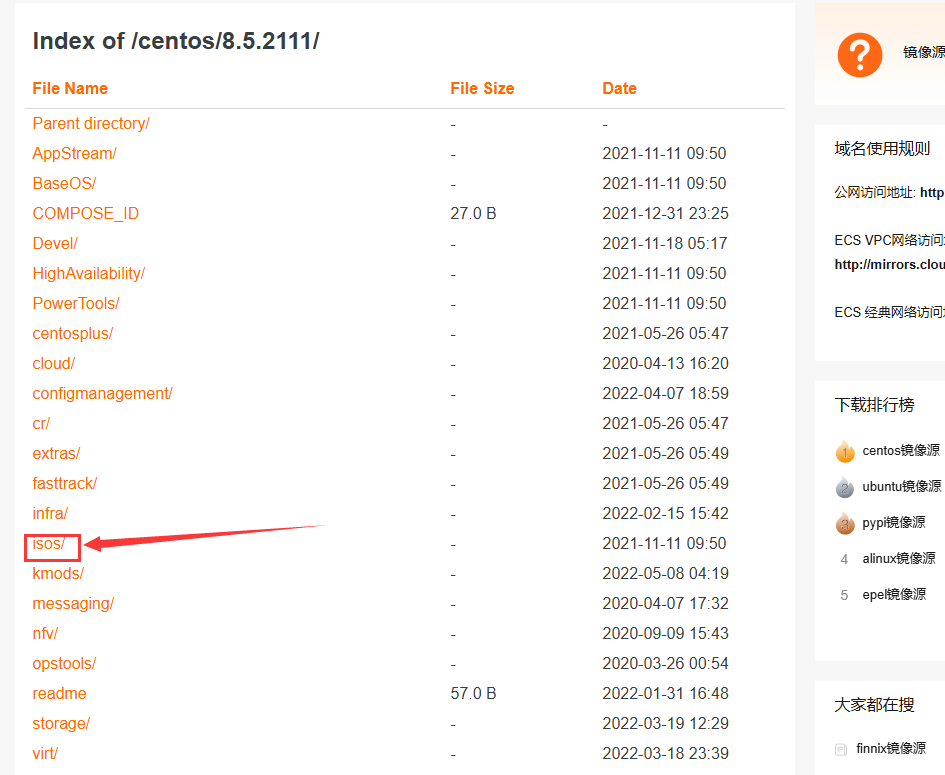 Index of /centos/8.5.2111/
File Name File Size Date
Parent directory/ - -
AppStream/ - 2021-11-11 09:50
BaseOS/ - 2021-11-11 09:50
COMPOSE_ID 27.0 B 2021-12-31 23:25
Devel/ - 2021-11-18 05:17
HighAvailability/ - 2021-11-11 09:50
PowerTools/ - 2021-11-11 09:50
centosplus/ - 2021-05-26 05:47
cloud/ - 2020-04-13 16:20
configmanagement/ - 2022-04-07 18:59
cr/ - 2021-05-26 05:47
extras/ - 2021-05-26 05:49
fasttrack/ - 2021-05-26 05:49
infra/ - 2022-02-15 15:42
isos/ - 2021-11-11 09:50
kmods/ - 2022-05-08 04:19
messaging/ - 2020-04-07 17:32
nfv/ - 2020-09-09 15:43
opstools/ - 2020-03-26 00:54
readme 57.0 B 2022-01-31 16:48
storage/ - 2022-03-19 12:29
virt/ - 2022-03-18 23:39
?
镜像源
域名使用规则
公网访问地址: http
ECS VPC网络访问
http://mirrors.clou
ECS 经典网络访问
下载排行榜
1 centos镜像源
2 ubuntu镜像源
3 pypi镜像源
4 alinux镜像源
5 epel镜像源
大家都在搜
finnix镜像源